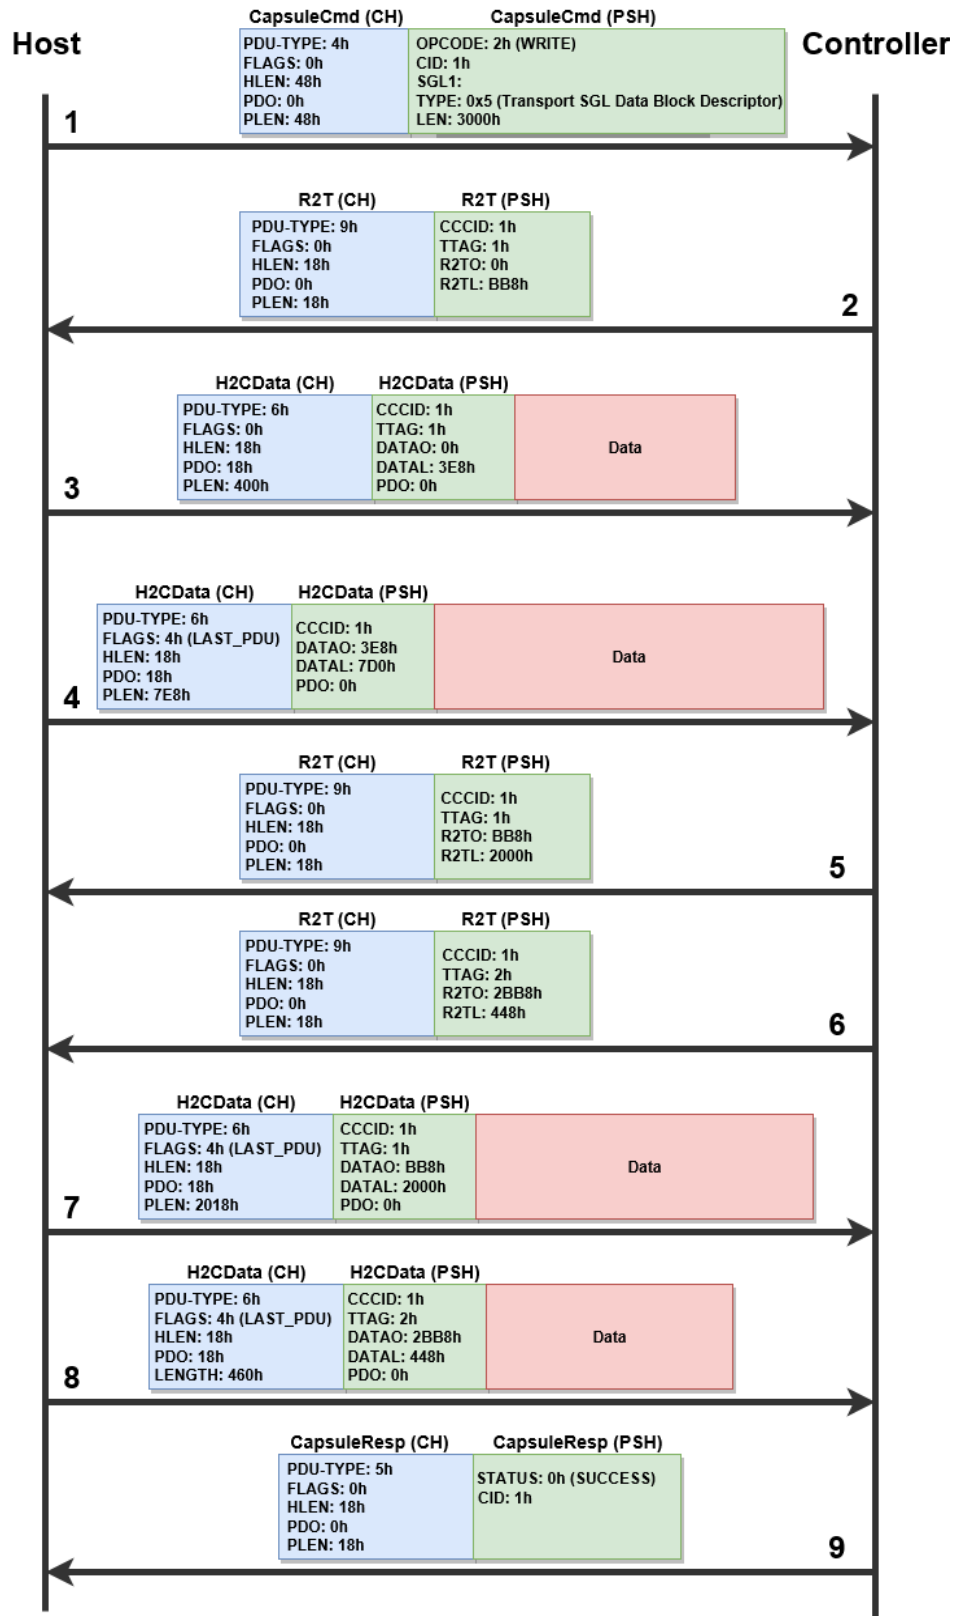 CapsuleCmd (CH)
CapsuleCmd (PSH)
Host
Controller
PDU-TYPE: 4h
FLAGS: 0h
HLEN: 48h
PDO: 0h
PLEN: 48h
OPCODE: 2h (WRITE)
CID: 1h
SGL1:
TYPE: 0x5 (Transport SGL Data Block Descriptor)
LEN: 3000h
1
R2T (CH)
R2T (PSH)
PDU-TYPE: 9h
FLAGS: 0h
HLEN: 18h
PDO: 0h
PLEN: 18h
CCCID: 1h
TTAG: 1h
R2TO: 0h
R2TL: BB8h
2
H2CData (CH)
H2CData (PSH)
PDU-TYPE: 6h
FLAGS: 0h
HLEN: 18h
PDO: 18h
PLEN: 400h
CCCID: 1h
TTAG: 1h
DATAO: 0h
DATAL: 3E8h
PDO: 0h
Data
3
H2CData (CH)
H2CData (PSH)
PDU-TYPE: 6h
FLAGS: 4h (LAST_PDU)
HLEN: 18h
PDO: 18h
PLEN: 7E8h
CCCID: 1h
DATAO: 3E8h
DATAL: 7D0h
PDO: 0h
Data
4
R2T (CH)
R2T (PSH)
PDU-TYPE: 9h
FLAGS: 0h
HLEN: 18h
PDO: 0h
PLEN: 18h
CCCID: 1h
TTAG: 1h
R2TO: BB8h
R2TL: 2000h
5
R2T (CH)
R2T (PSH)
PDU-TYPE: 9h
FLAGS: 0h
HLEN: 18h
PDO: 0h
PLEN: 18h
CCCID: 1h
TTAG: 2h
R2TO: 2BB8h
R2TL: 448h
6
H2CData (CH)
H2CData (PSH)
PDU-TYPE: 6h
FLAGS: 4h (LAST_PDU)
HLEN: 18h
PDO: 18h
PLEN: 2018h
CCCID: 1h
TTAG: 1h
DATAO: BB8h
DATAL: 2000h
PDO: 0h
Data
7
H2CData (CH)
H2CData (PSH)
PDU-TYPE: 6h
FLAGS: 4h (LAST_PDU)
HLEN: 18h
PDO: 18h
LENGTH: 460h
CCCID: 1h
TTAG: 2h
DATAO: 2BB8h
DATAL: 448h
PDO: 0h
Data
8
CapsuleResp (CH)
CapsuleResp (PSH)
PDU-TYPE: 5h
FLAGS: 0h
HLEN: 18h
PDO: 0h
PLEN: 18h
STATUS: 0h (SUCCESS)
CID: 1h
9